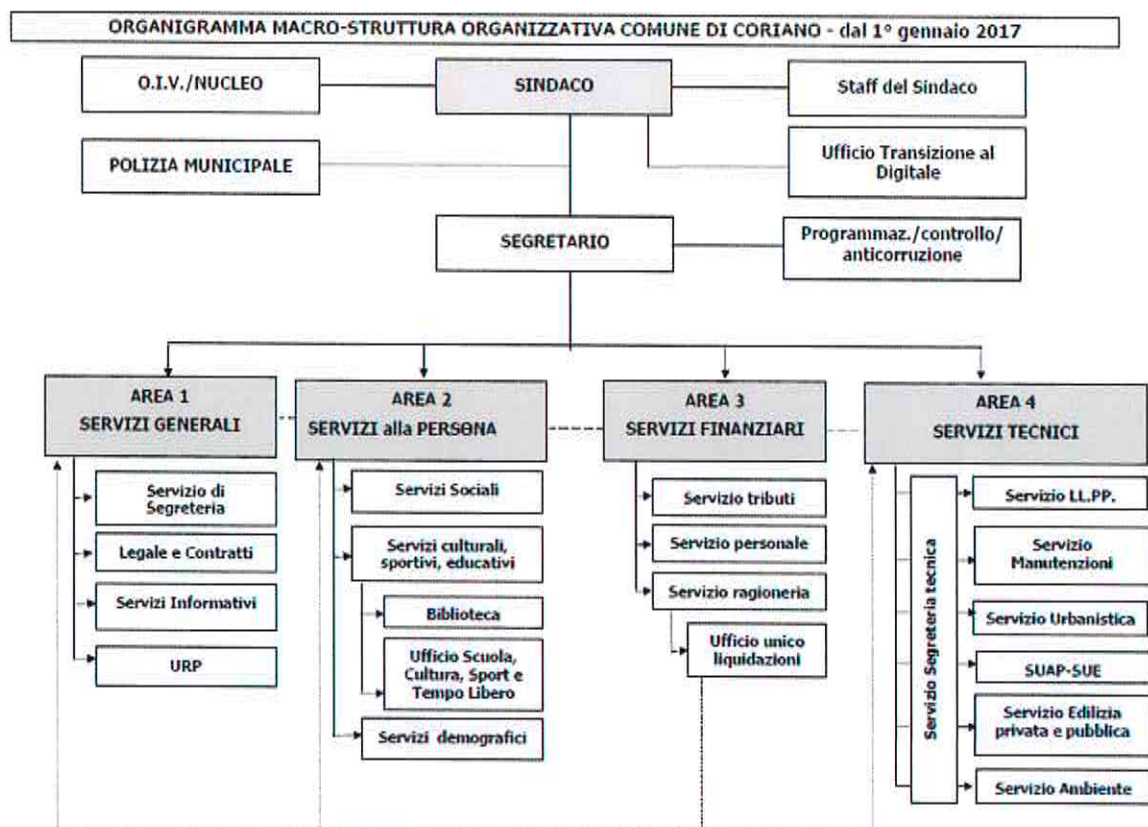 ORGANIGRAMMA MACRO-STRUTTURA ORGANIZZATIVA COMUNE DI CORIANO - dal 1° gennaio 2017
O.I.V./NUCLEO
SINDACO
Staff del Sindaco
POLIZIA MUNICIPALE
Ufficio Transizione al
Digitale
SEGRETARIO
Programmaz./controllo/
anticorruzione
AREA 1
SERVIZI GENERALI
Servizio di
Segreteria
Legale e Contratti
Servizi Informativi
URP
AREA 2
SERVIZI alla PERSONA
Servizi Sociali
Servizi culturali,
sportivi, educativi
Biblioteca
Ufficio Scuola,
Cultura, Sport e
Tempo Libero
Servizi demografici
AREA 3
SERVIZI FINANZIARI
Servizio tributi
Servizio personale
Servizio ragioneria
Ufficio unico
liquidazioni
AREA 4
SERVIZI TECNICI
Servizio Segreteria tecnica
Servizio LL.PP.
Servizio
Manutenzioni
Servizio Urbanistica
SUAP-SUE
Servizio Edilizia
privata e pubblica
Servizio Ambiente